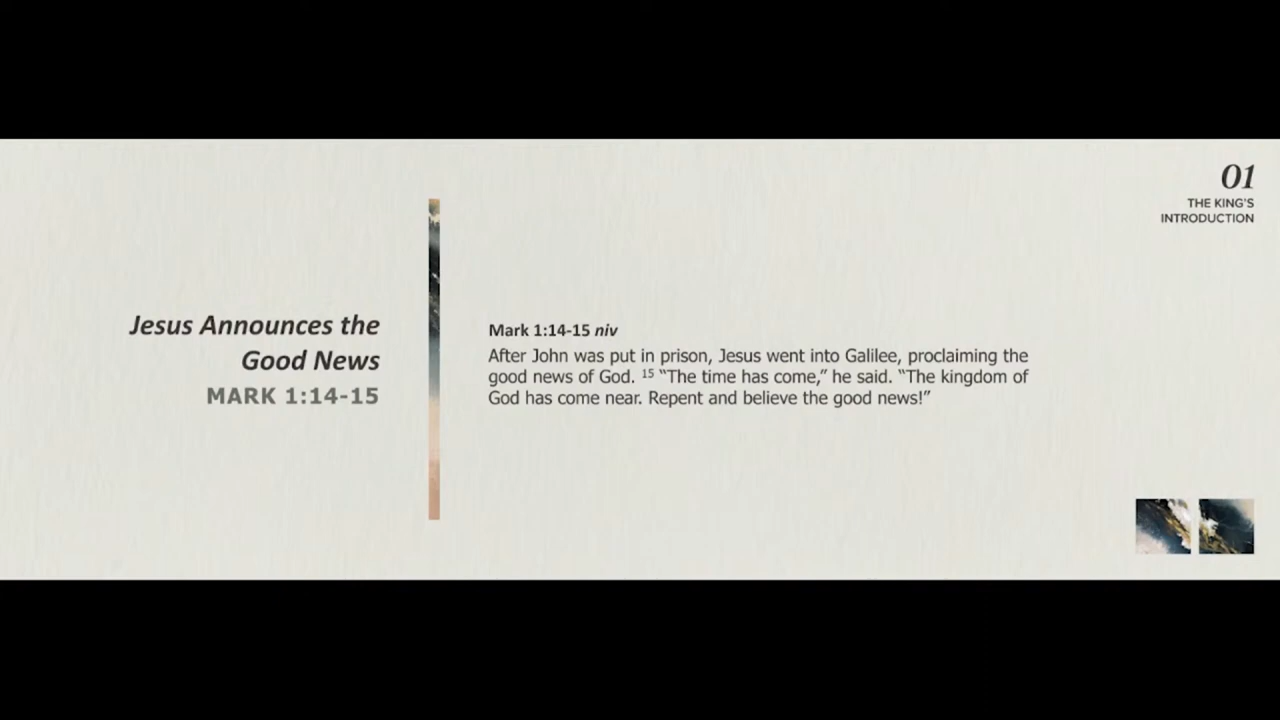 01
THE KING'S
INTRODUCTION
Jesus Announces the
Good News
MARK 1:14-15
Mark 1:14-15 niv
After John was put in prison, Jesus went into Galilee, proclaiming the
good news of God. 15 “The time has come,” he said. “The kingdom of
God has come near. Repent and believe the good news!”